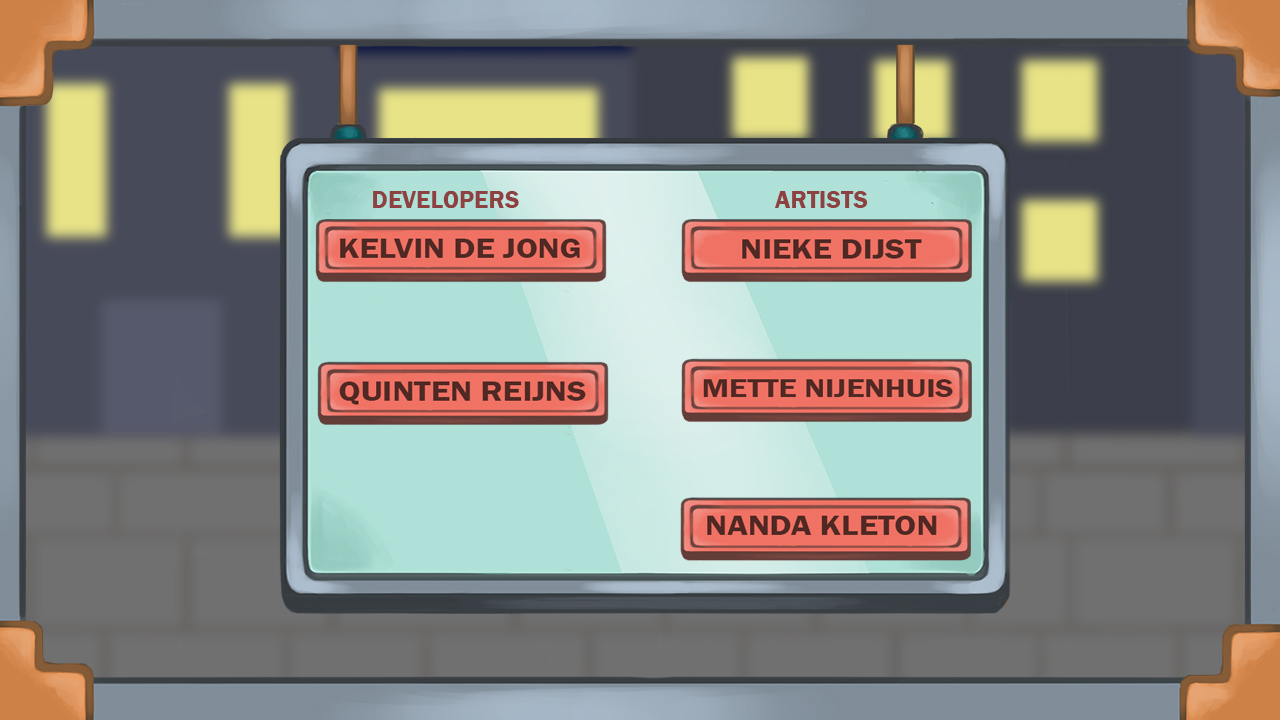 DEVELOPERS
KELVIN DE JONG
QUINTEN REIJNS
ARTISTS
NIEKE DIJST
METTE NIJENHUIS
NANDA KLETON